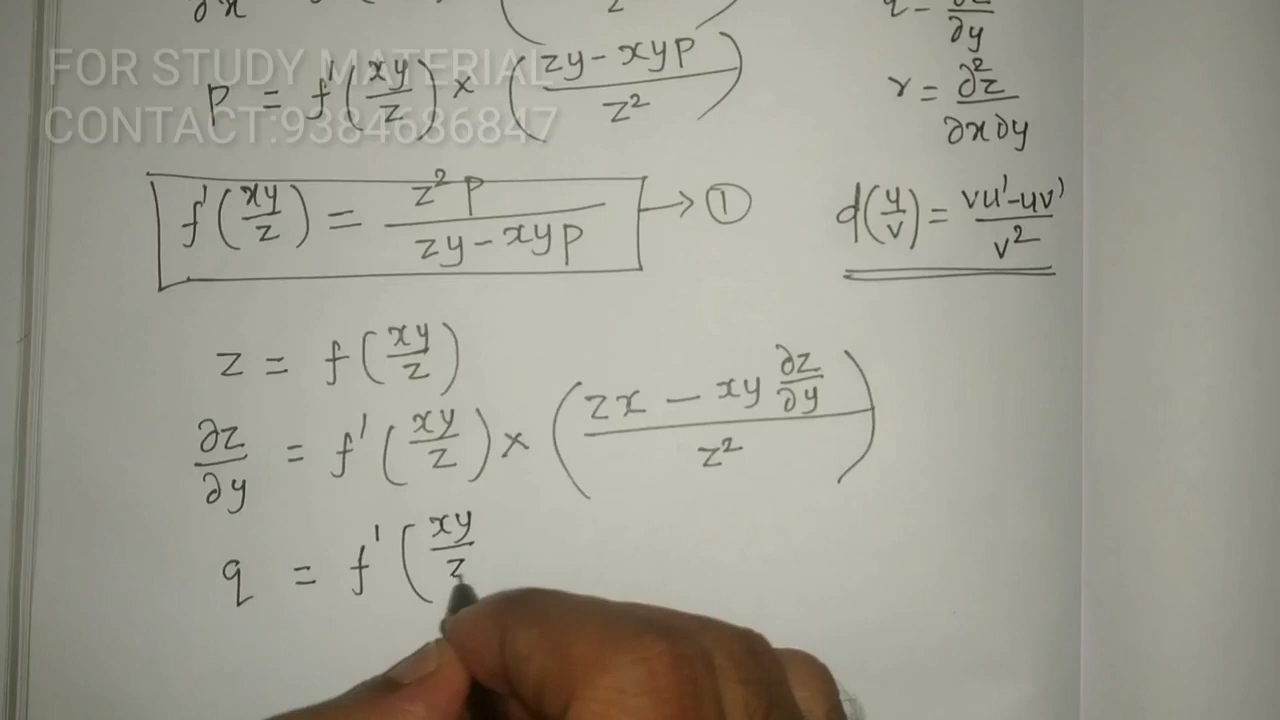 ∂x
z
q = ∂z/∂y
FOR STUDY MATERIAL
CONTACT:9384686847
p = f'(xy/z) × (zy - xyp / z²)
r = ∂²z/∂x∂y
f'(xy/z) = z²p / zy - xyp → ①
d(u/v) = vu' - uv' / v²
z = f(xy/z)
∂z/∂y = f'(xy/z) × (zx - xy ∂z/∂y / z²)
q = f'(xy/z